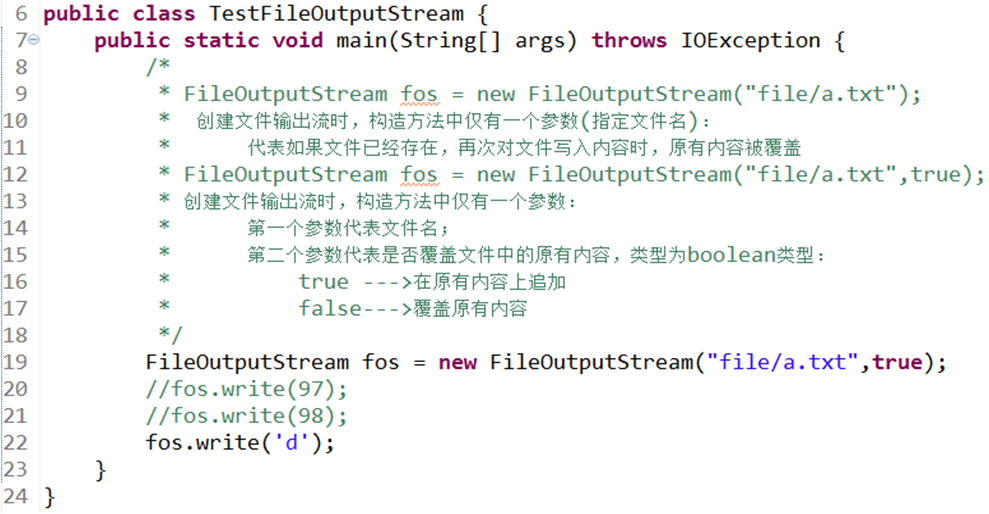 6 public class TestFileOutputStream {
7 public static void main(String[] args) throws IOException {
8 /*
9 * FileOutputStream fos = new FileOutputStream("file/a.txt");
10 * 创建文件输出流时，构造方法中仅有一个参数(指定文件名)：
11 * 代表如果文件已经存在，再次对文件写入内容时，原有内容被覆盖
12 * FileOutputStream fos = new FileOutputStream("file/a.txt",true);
13 * 创建文件输出流时，构造方法中仅有一个参数：
14 * 第一个参数代表文件名；
15 * 第二个参数代表是否覆盖文件中的原有内容，类型为boolean类型：
16 * true --->在原有内容上追加
17 * false--->覆盖原有内容
18 */
19 FileOutputStream fos = new FileOutputStream("file/a.txt",true);
20 //fos.write(97);
21 //fos.write(98);
22 fos.write('d');
23 }
24 }